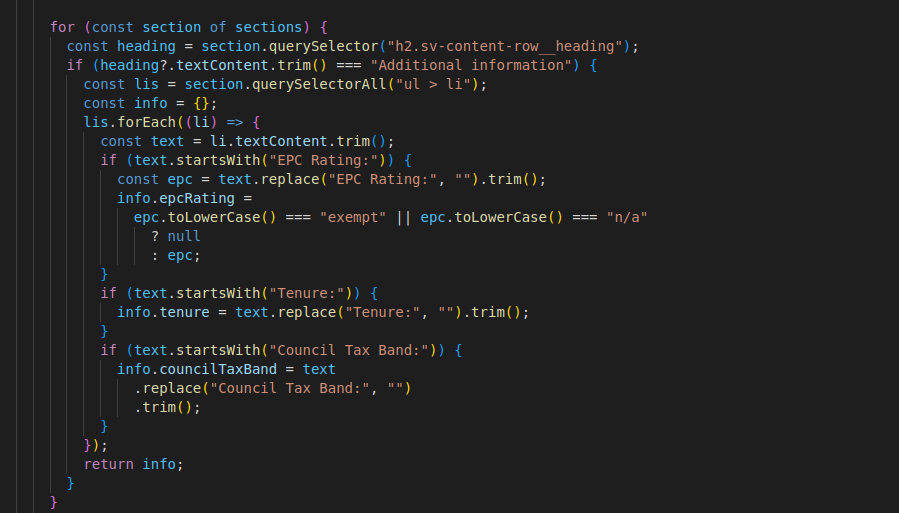 for (const section of sections) {
  const heading = section.querySelector("h2.sv-content-row__heading");
  if (heading?.textContent.trim() === "Additional information") {
    const lis = section.querySelectorAll("ul > li");
    const info = {};
    lis.forEach((li) => {
      const text = li.textContent.trim();
      if (text.startsWith("EPC Rating:")) {
        const epc = text.replace("EPC Rating:", "").trim();
        info.epcRating =
          epc.toLowerCase() === "exempt" || epc.toLowerCase() === "n/a"
            ? null
            : epc;
      }
      if (text.startsWith("Tenure:")) {
        info.tenure = text.replace("Tenure:", "").trim();
      }
      if (text.startsWith("Council Tax Band:")) {
        info.councilTaxBand = text
          .replace("Council Tax Band:", "")
          .trim();
      }
    });
    return info;
  }
}